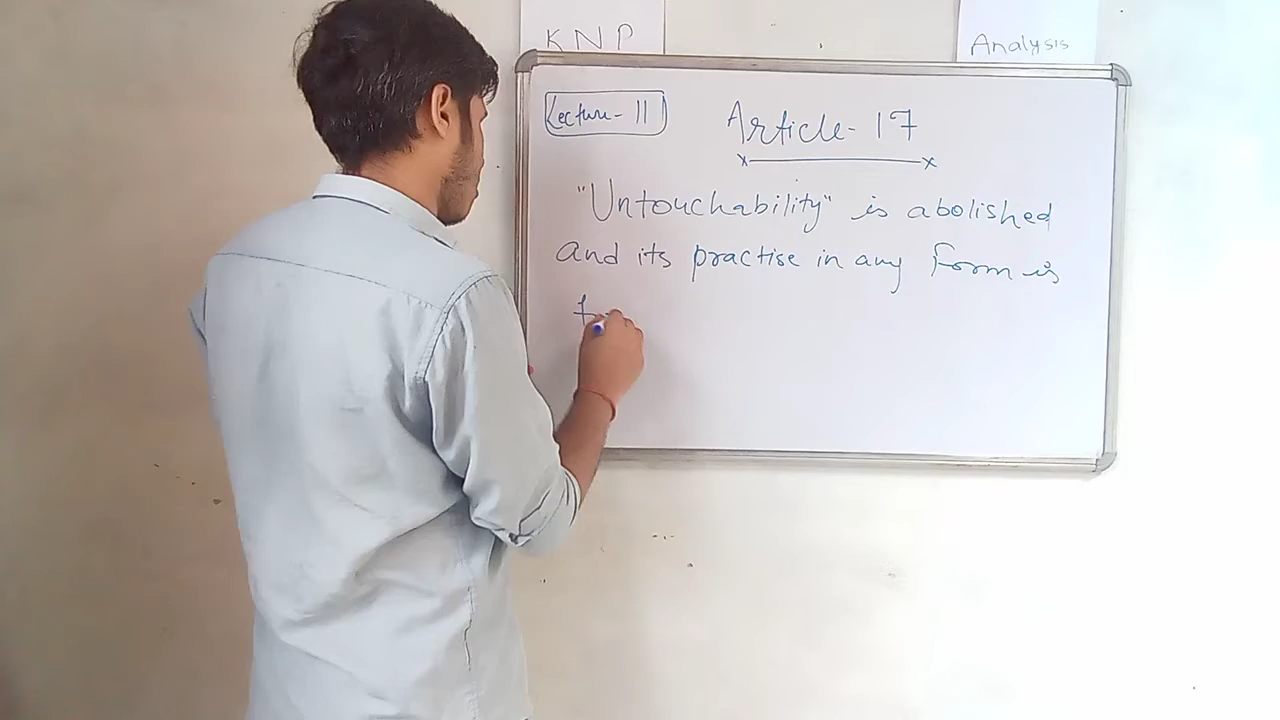 KNP
Analysis
Lecture - 11
Article - 17
"Untouchability" is abolished
and its practise in any form is